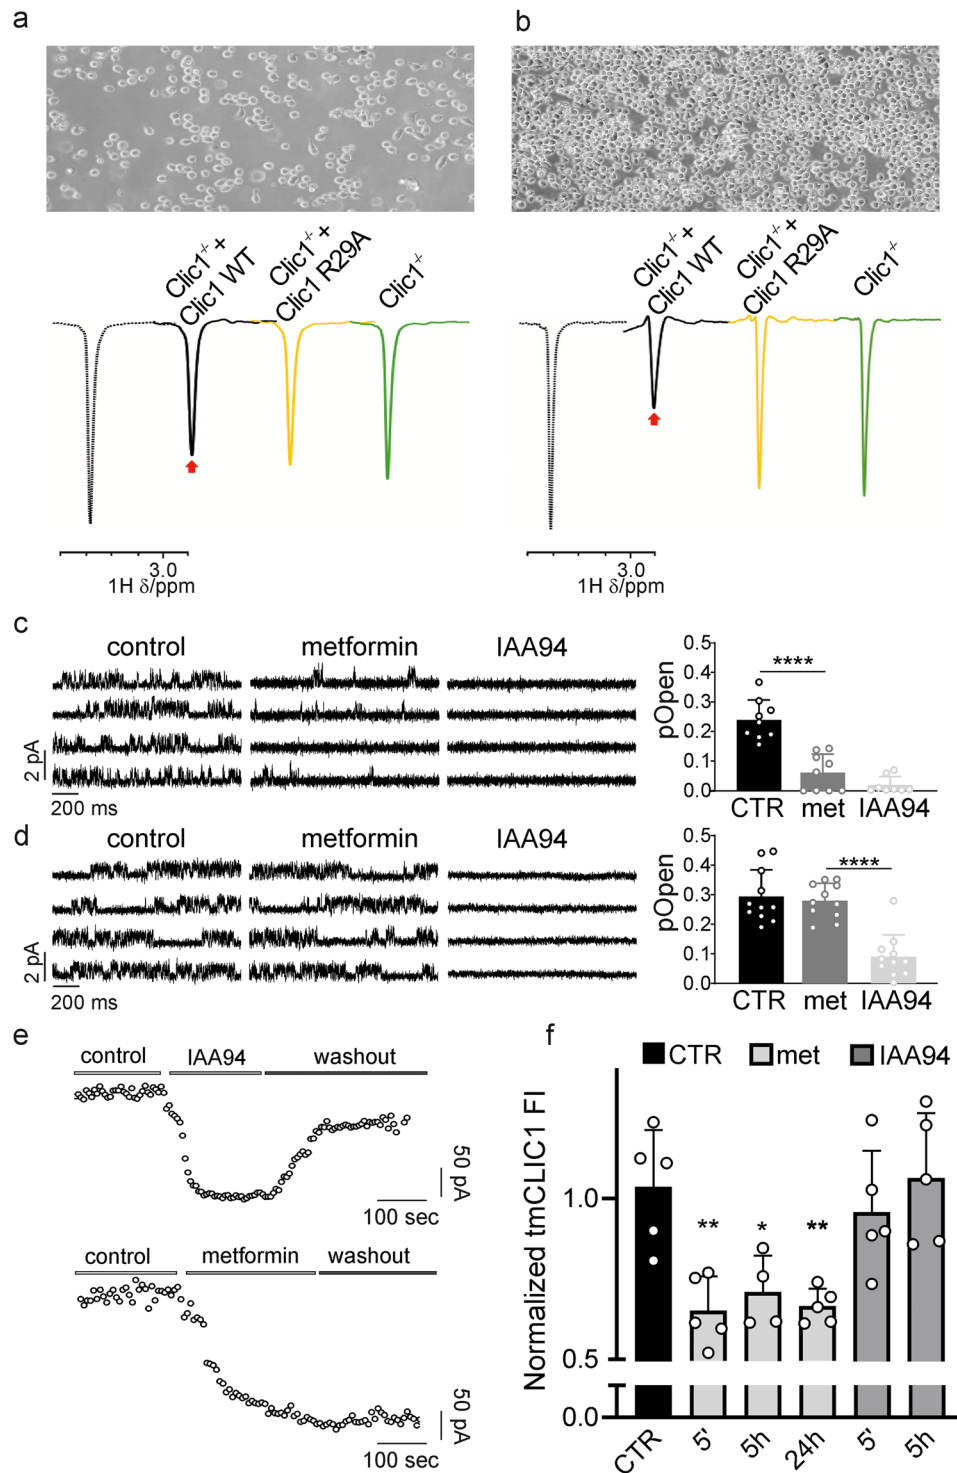 a
Clic1-/- +
Clic1 WT
Clic1-/- +
Clic1 R29A
Clic1-/-
3.0
1H δ/ppm
b
Clic1-/- +
Clic1 WT
Clic1-/- +
Clic1 R29A
Clic1-/-
3.0
1H δ/ppm
c
control
metformin
IAA94
2 pA
200 ms
pOpen
0.5
0.4
0.3
0.2
0.1
0.0
****
CTR met IAA94
d
control
metformin
IAA94
2 pA
200 ms
pOpen
0.5
0.4
0.3
0.2
0.1
0.0
****
CTR met IAA94
e
control IAA94 washout
50 pA
100 sec
control metformin washout
50 pA
100 sec
f
CTR met IAA94
Normalized tmCLIC1 FI
1.0
0.5
0.0
** * **
CTR 5' 5h 24h 5' 5h